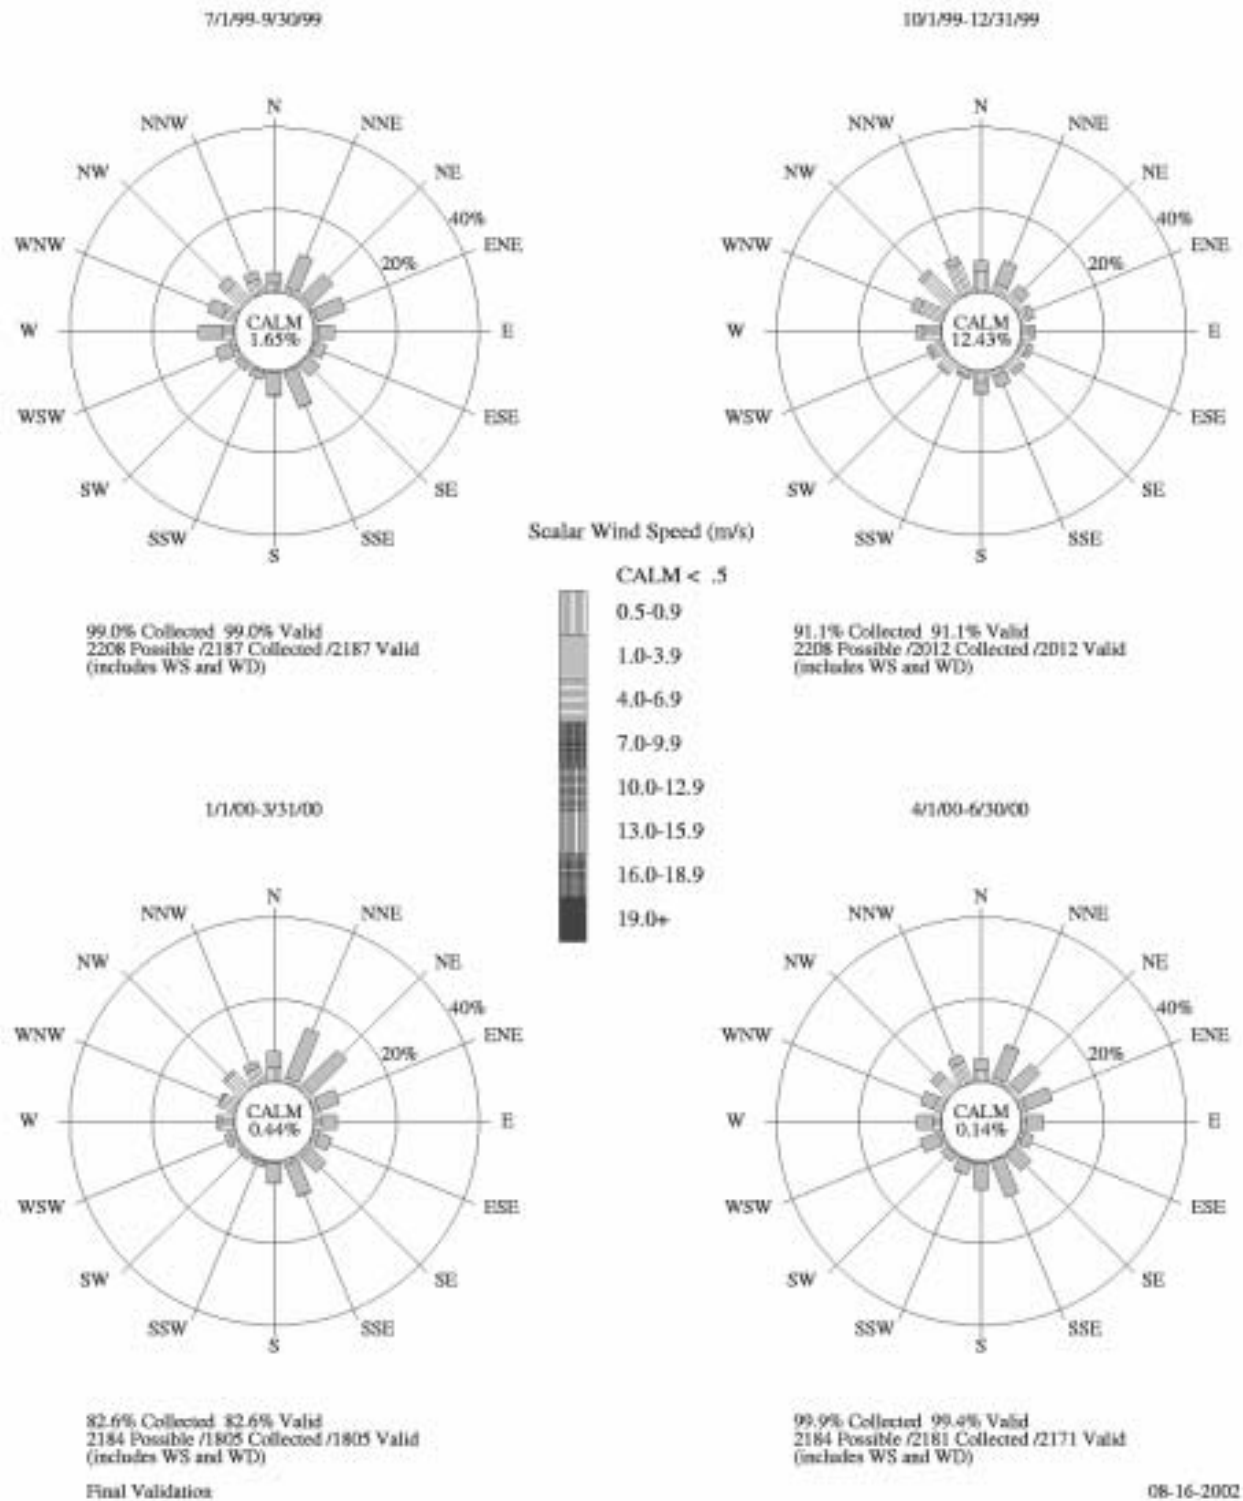 7/1/99-9/30/99
10/1/99-12/31/99
N
NNE
NE
40%
ENE
20%
E
ESE
SE
SSE
S
SSW
SW
WSW
W
WNW
NW
NNW
CALM
1.65%
N
NNE
NE
40%
ENE
20%
E
ESE
SE
SSE
S
SSW
SW
WSW
W
WNW
NW
NNW
CALM
12.43%
99.0% Collected 99.0% Valid
2208 Possible /2187 Collected /2187 Valid
(includes WS and WD)
91.1% Collected 91.1% Valid
2208 Possible /2012 Collected /2012 Valid
(includes WS and WD)
Scalar Wind Speed (m/s)
CALM < .5
0.5-0.9
1.0-3.9
4.0-6.9
7.0-9.9
10.0-12.9
13.0-15.9
16.0-18.9
19.0+
1/1/00-3/31/00
4/1/00-6/30/00
N
NNE
NE
40%
ENE
20%
E
ESE
SE
SSE
S
SSW
SW
WSW
W
WNW
NW
NNW
CALM
0.44%
N
NNE
NE
40%
ENE
20%
E
ESE
SE
SSE
S
SSW
SW
WSW
W
WNW
NW
NNW
CALM
0.14%
82.6% Collected 82.6% Valid
2184 Possible /1805 Collected /1805 Valid
(includes WS and WD)
99.9% Collected 99.4% Valid
2184 Possible /2181 Collected /2171 Valid
(includes WS and WD)
Final Validation
08-16-2002